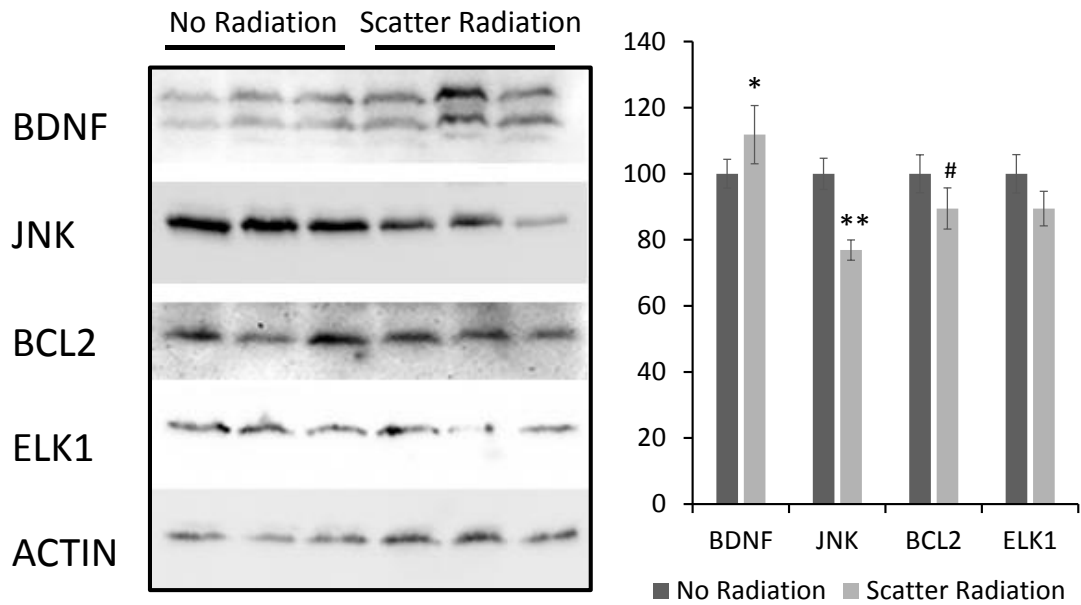 No Radiation Scatter Radiation
BDNF
JNK
BCL2
ELK1
ACTIN
140
120
100
80
60
40
20
0
*
**
#
BDNF JNK BCL2 ELK1
No Radiation Scatter Radiation